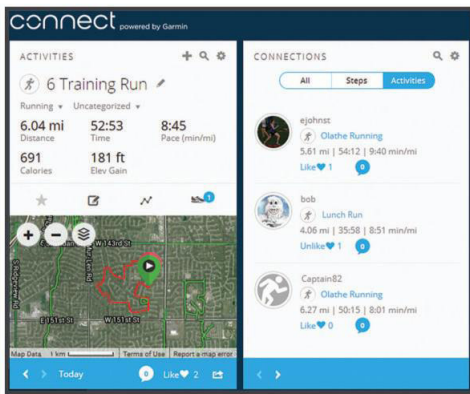 connect powered by Garmin
ACTIVITIES
6 Training Run
Running Uncategorized
6.04 mi 52:53 8:45
Distance Time Pace (min/mi)
691 181 ft
Calories Elev Gain
1
W 143rd St
S Ridgeview Rd
E 151st St W 151st St
Map Data 1 km Terms of Use Report a map error
Today 0 Like 2
CONNECTIONS
All Steps Activities
ejohnst
Olathe Running
5.61 mi | 54:12 | 9:40 min/mi
Like 1 0
bob
Lunch Run
4.06 mi | 35:58 | 8:51 min/mi
Unlike 1 0
Captain82
Olathe Running
6.27 mi | 50:15 | 8:01 min/mi
Like 0 0